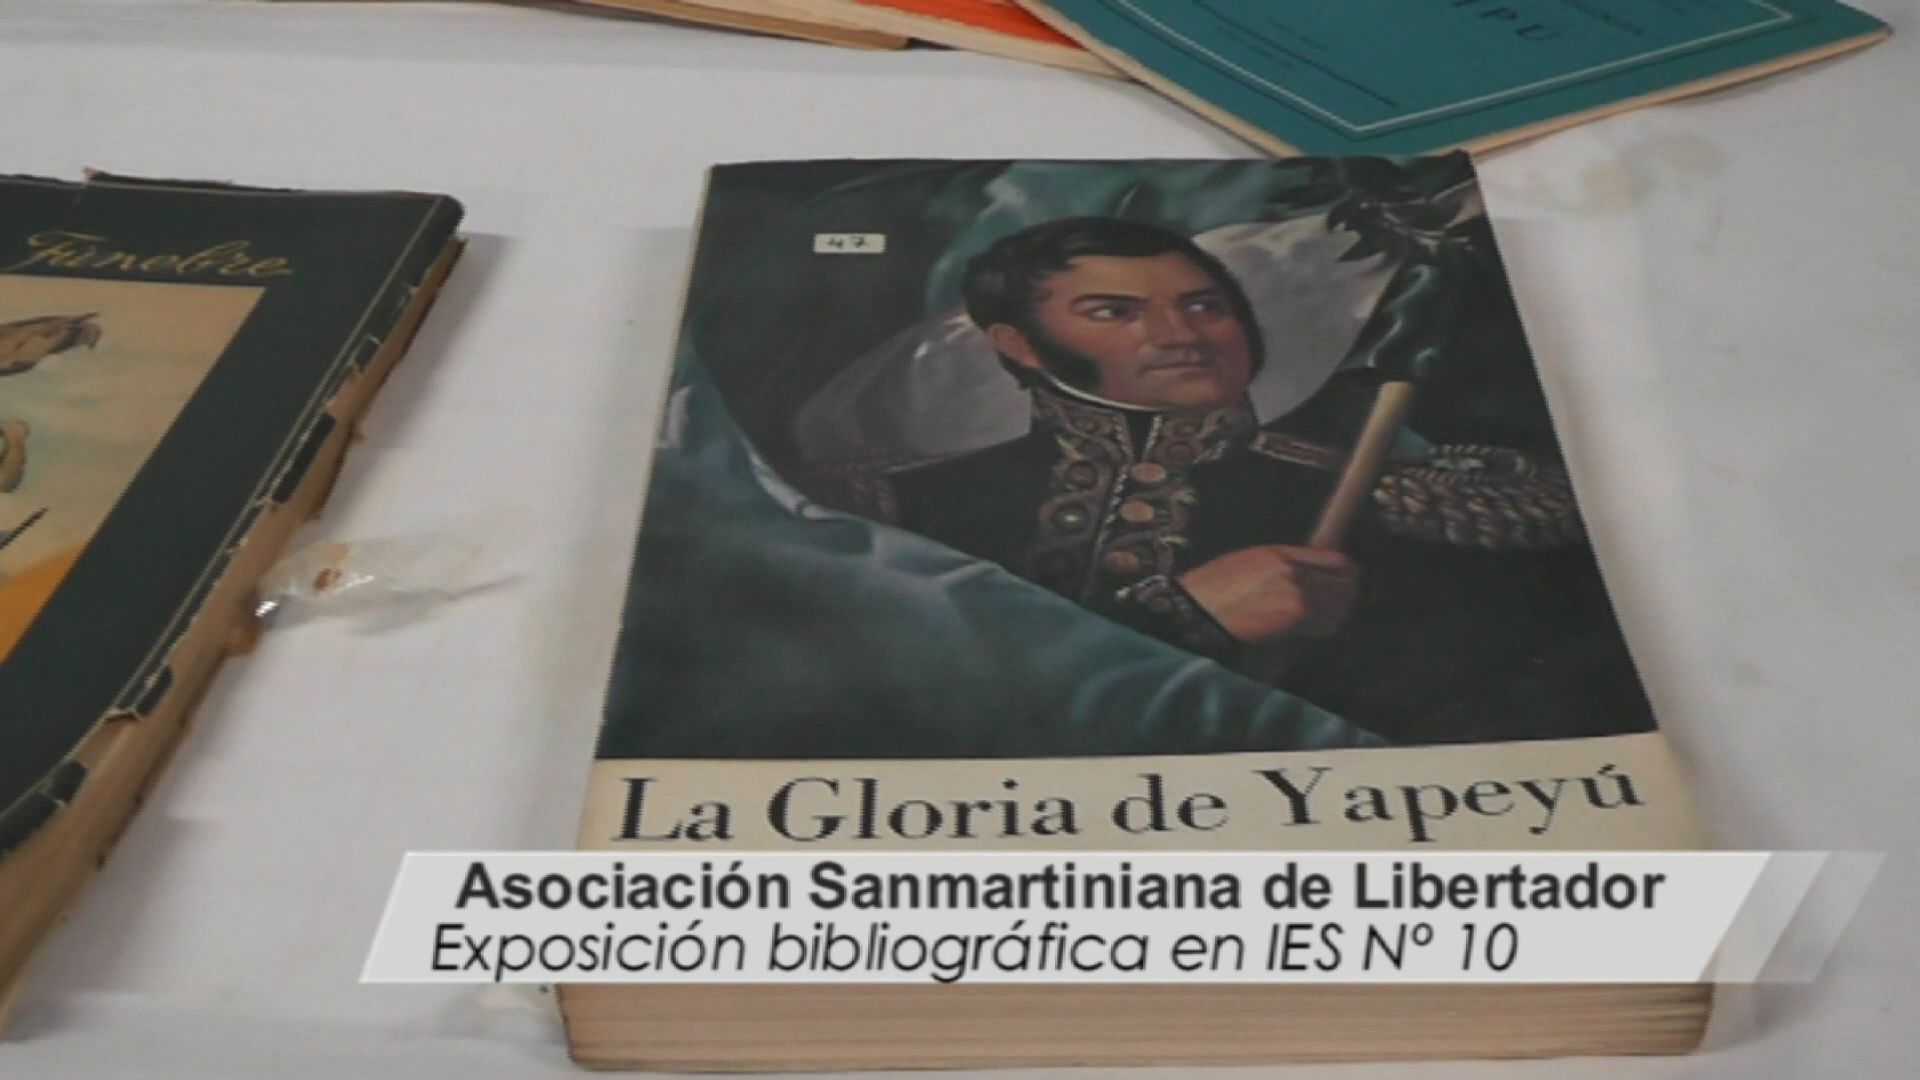 Fúnebre
47
La Gloria de Yapeyú
Asociación Sanmartiniana de Libertador
Exposición bibliográfica en IES Nº 10